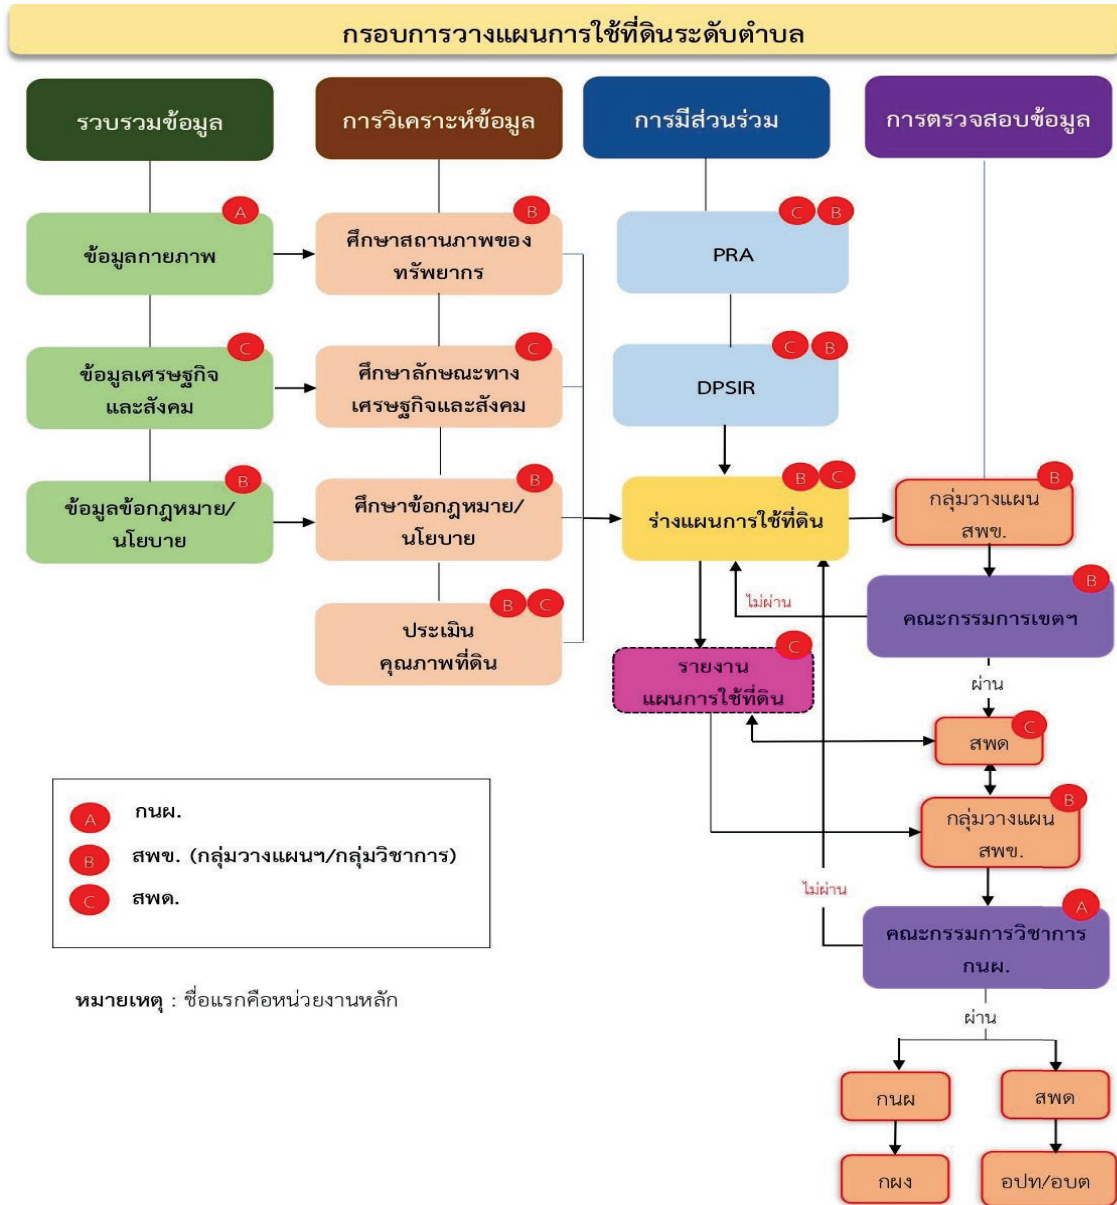 กรอบการวางแผนการใช้ที่ดินระดับตำบล
รวบรวมข้อมูล
การวิเคราะห์ข้อมูล
การมีส่วนร่วม
การตรวจสอบข้อมูล
A
ข้อมูลกายภาพ
B
ศึกษาสถานภาพของ
ทรัพยากร
C B
PRA
C
ข้อมูลเศรษฐกิจ
และสังคม
C
ศึกษาลักษณะทาง
เศรษฐกิจและสังคม
C B
DPSIR
B
ข้อมูลข้อกฎหมาย/
นโยบาย
B
ศึกษาข้อกฎหมาย/
นโยบาย
B C
ร่างแผนการใช้ที่ดิน
B
กลุ่มวางแผน
สพข.
B C
ประเมิน
คุณภาพที่ดิน
ไม่ผ่าน
B
คณะกรรมการเขตฯ
C
รายงาน
แผนการใช้ที่ดิน
ผ่าน
C
สพด
B
กลุ่มวางแผน
สพข.
ไม่ผ่าน
A
คณะกรรมการวิชาการ
กนผ.
ผ่าน
กนผ
สพด
กผง
อปท/อบต
A กนผ.
B สพข. (กลุ่มวางแผนฯ/กลุ่มวิชาการ)
C สพด.
หมายเหตุ : ชื่อแรกคือหน่วยงานหลัก